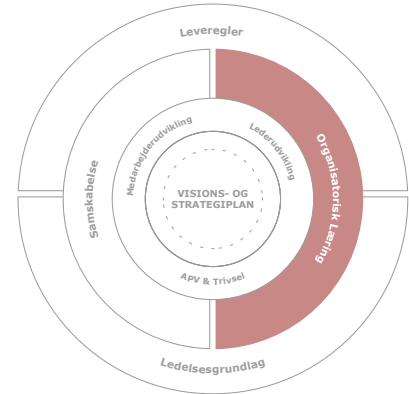 Leveregler
Samskabelse
Medarbejderudvikling
Lederudvikling
Organisatorisk Læring
VISIONS- OG
STRATEGIPLAN
APV & Trivsel
Ledelsesgrundlag